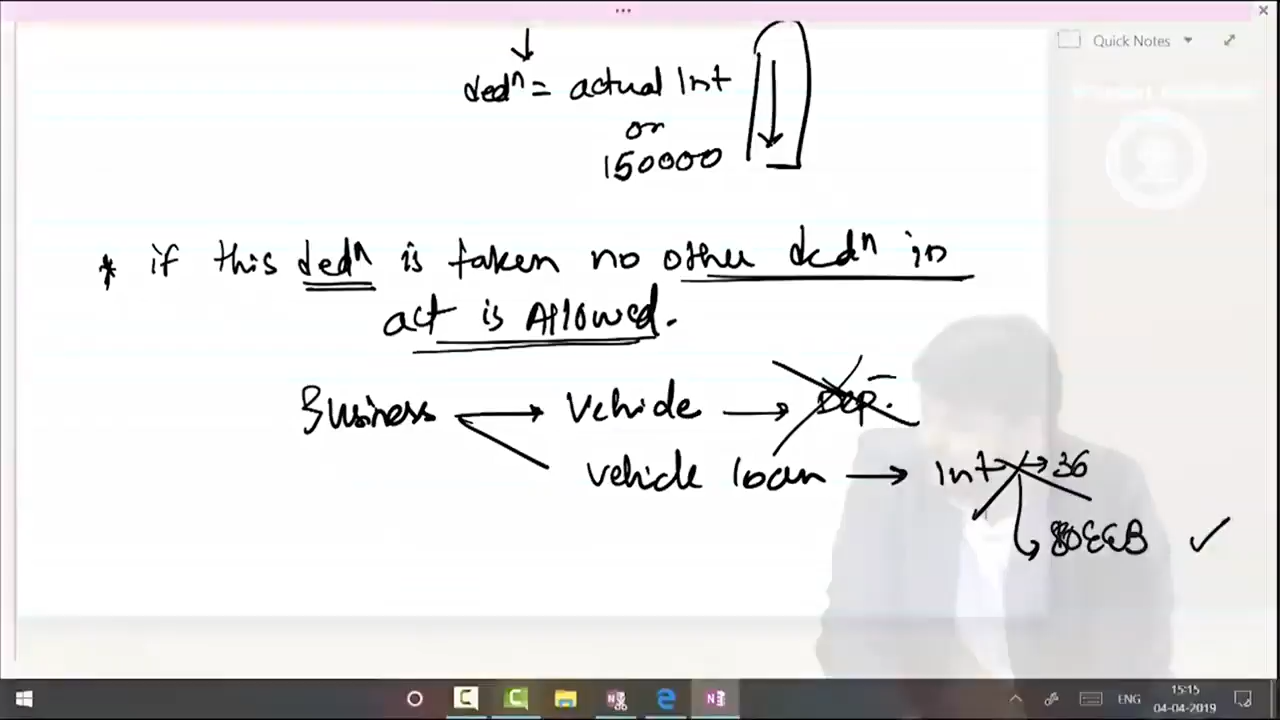 Quick Notes
dedⁿ = actual Int
or
150000
* if this dedⁿ is taken no other dedⁿ in
act is Allowed.
Business → Vehicle → Dep.
Vehicle loan → Int → 36
80EEB ✓
ENG
15:15
04-04-2019